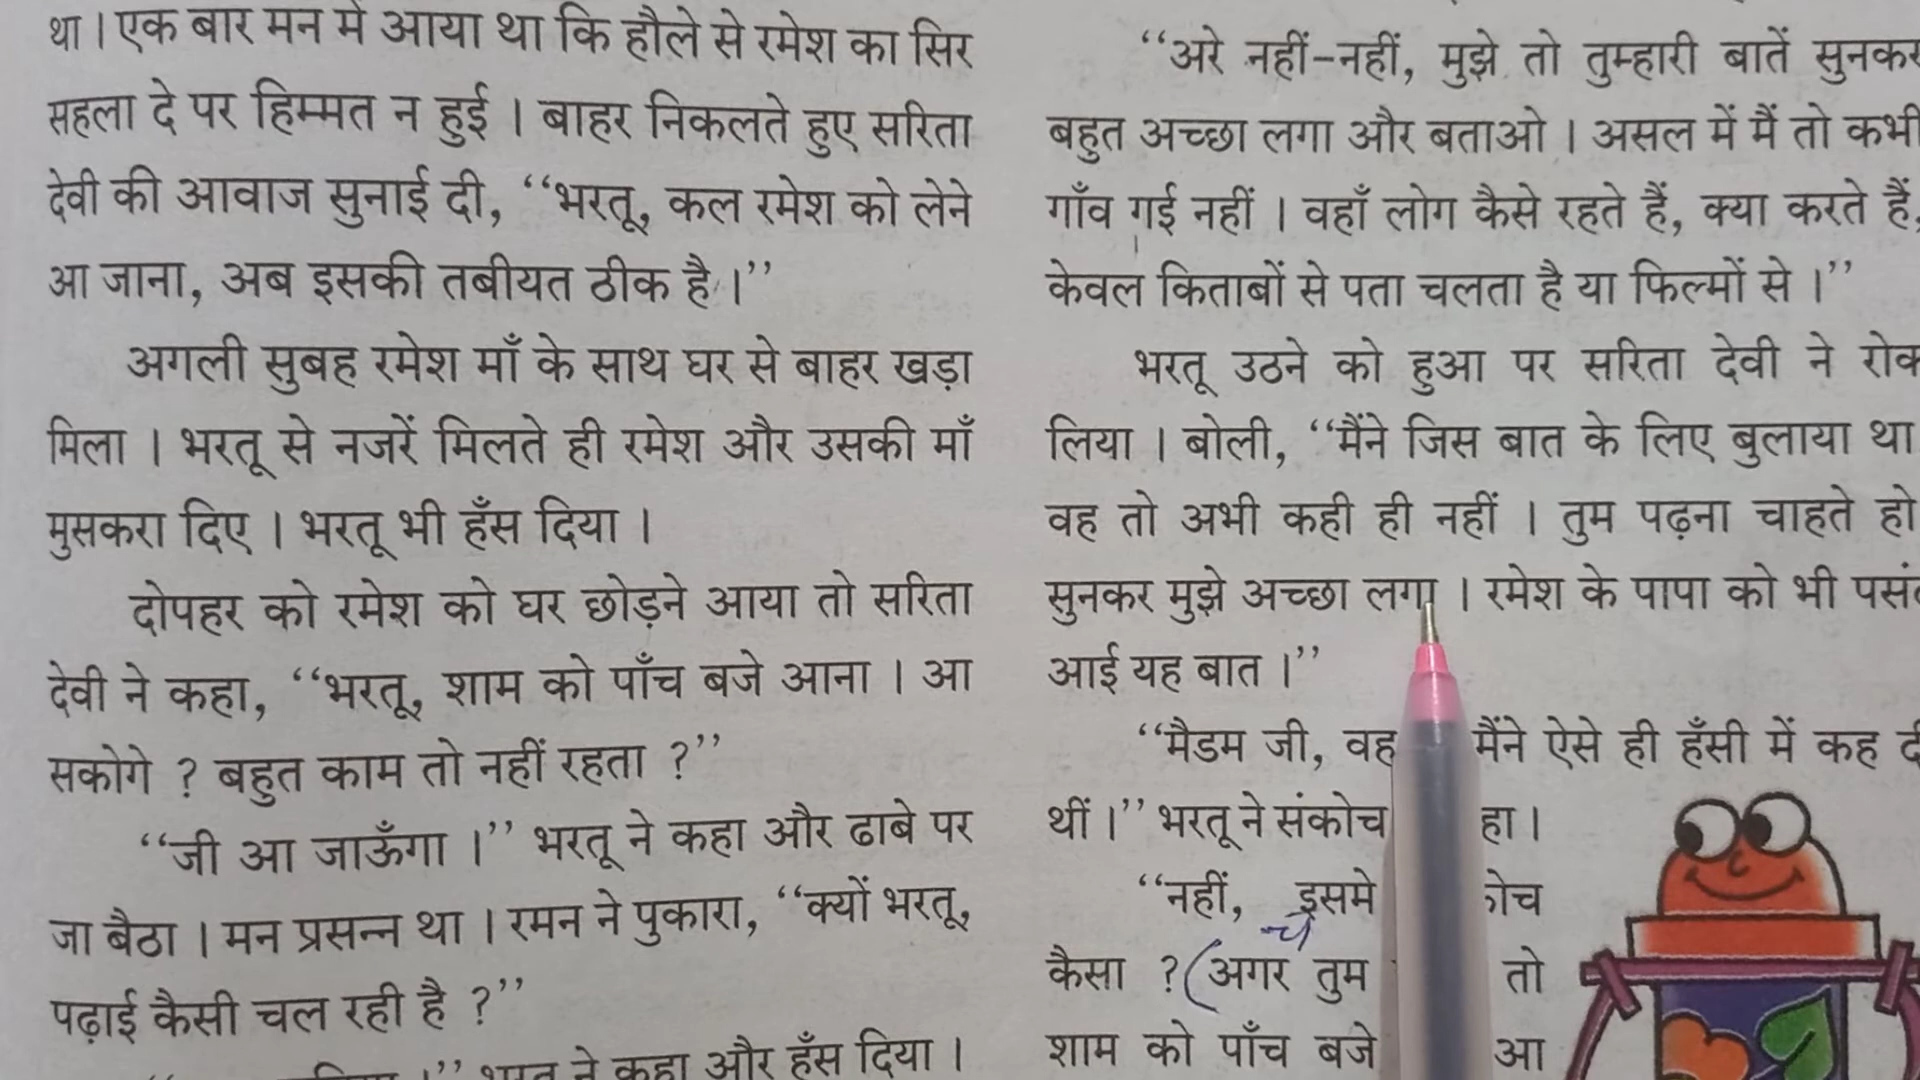 था । एक बार मन में आया था कि हौले से रमेश का सिर
सहला दे पर हिम्मत न हुई । बाहर निकलते हुए सरिता
देवी की आवाज सुनाई दी, ‘‘भरतू, कल रमेश को लेने
आ जाना, अब इसकी तबीयत ठीक है ।’’
अगली सुबह रमेश माँ के साथ घर से बाहर खड़ा
मिला । भरतू से नजरें मिलते ही रमेश और उसकी माँ
मुसकरा दिए । भरतू भी हँस दिया ।
दोपहर को रमेश को घर छोड़ने आया तो सरिता
देवी ने कहा, ‘‘भरतू, शाम को पाँच बजे आना । आ
सकोगे ? बहुत काम तो नहीं रहता ?’’
‘‘जी आ जाऊँगा ।’’ भरतू ने कहा और ढाबे पर
जा बैठा । मन प्रसन्न था । रमन ने पुकारा, ‘‘क्यों भरतू,
पढ़ाई कैसी चल रही है ?’’
भरतू ने कहा और हँस दिया ।
‘‘अरे नहीं-नहीं, मुझे तो तुम्हारी बातें सुनकर
बहुत अच्छा लगा और बताओ । असल में मैं तो कभी
गाँव गई नहीं । वहाँ लोग कैसे रहते हैं, क्या करते हैं,
केवल किताबों से पता चलता है या फिल्मों से ।’’
भरतू उठने को हुआ पर सरिता देवी ने रोक
लिया । बोली, ‘‘मैंने जिस बात के लिए बुलाया था
वह तो अभी कही ही नहीं । तुम पढ़ना चाहते हो
सुनकर मुझे अच्छा लगा । रमेश के पापा को भी
आई यह बात ।’’
‘‘मैडम जी, वह मैंने ऐसे ही हँसी में कह
थीं ।’’ भरतू ने संकोच
‘‘नहीं, इसमे
कैसा ? (अगर तुम तो
शाम को पाँच बजे आ